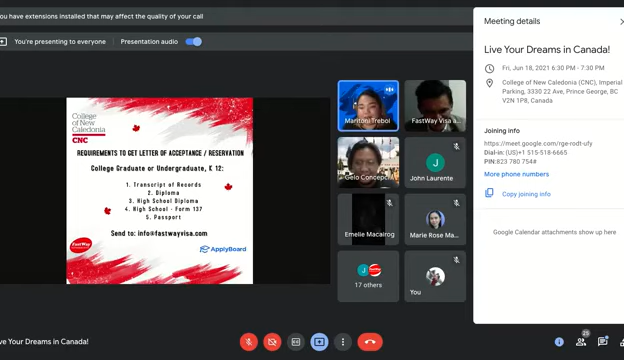 ou have extensions installed that may affect the quality of your call
You're presenting to everyone
Presentation audio
College
of New
Caledonia
CNC
REQUIREMENTS TO GET LETTER OF ACCEPTANCE / RESERVATION
College Graduate or Undergraduate, K 12:
1. Transcript of Records
2. Diploma
3. High School Diploma
4. High School - Form 137
5. Passport
Send to: info@fastwayvisa.com
FastWay
ApplyBoard
Maritoni Trebol
FastWay Visa a...
Gelo Concepci...
J
John Laurente
Emelie Macairog
Marie Rose Ma...
J
17 others
You
Meeting details
Live Your Dreams in Canada!
Fri, Jun 18, 2021 6:30 PM - 7:30 PM
College of New Caledonia (CNC), Imperial
Parking, 3330 22 Ave, Prince George, BC
V2N 1P8, Canada
Joining info
https://meet.google.com/rge-rodt-ufy
Dial-in: (US)+1 515-518-6665
PIN: 823 780 754#
More phone numbers
Copy joining info
Google Calendar attachments show up here
ive Your Dreams in Canada!
25